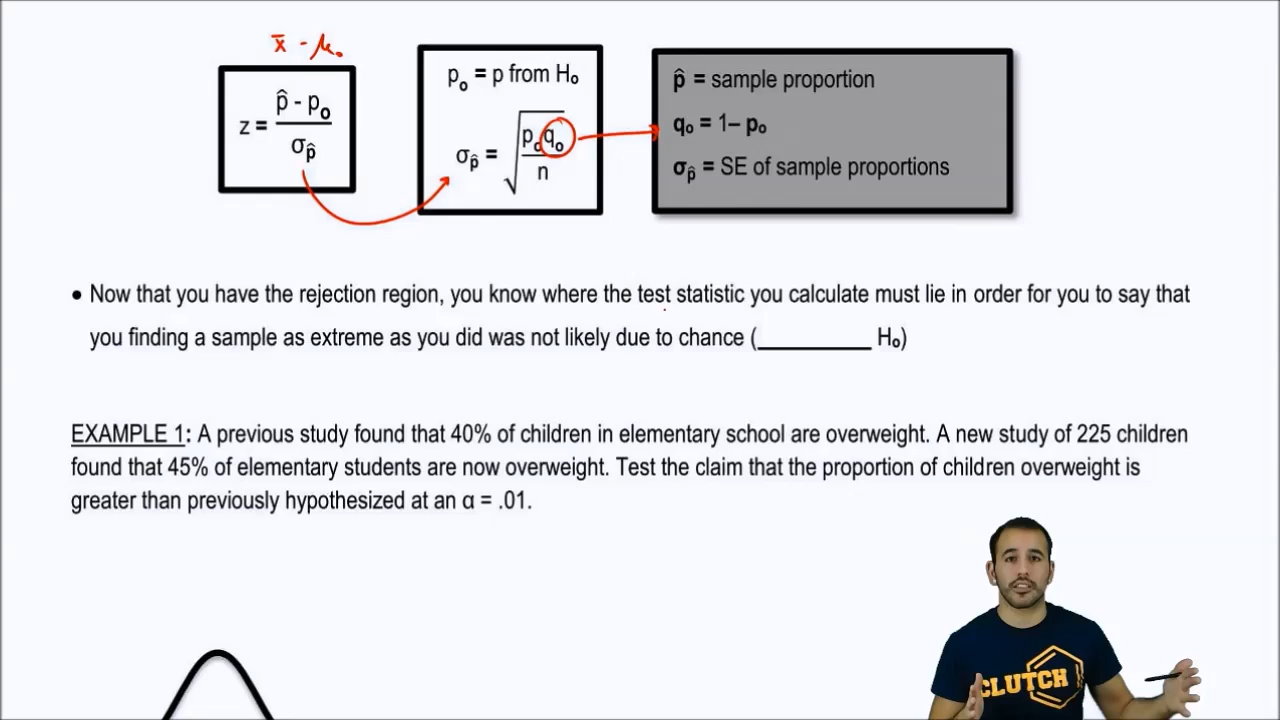 x̄ - μ₀
z = (p̂ - p₀) / σp̂
p₀ = p from H₀
σp̂ = √(p₀q₀ / n)
p̂ = sample proportion
q₀ = 1– p₀
σp̂ = SE of sample proportions
• Now that you have the rejection region, you know where the test statistic you calculate must lie in order for you to say that
you finding a sample as extreme as you did was not likely due to chance (__________ H₀)
EXAMPLE 1: A previous study found that 40% of children in elementary school are overweight. A new study of 225 children
found that 45% of elementary students are now overweight. Test the claim that the proportion of children overweight is
greater than previously hypothesized at an α = .01.
CLUTCH